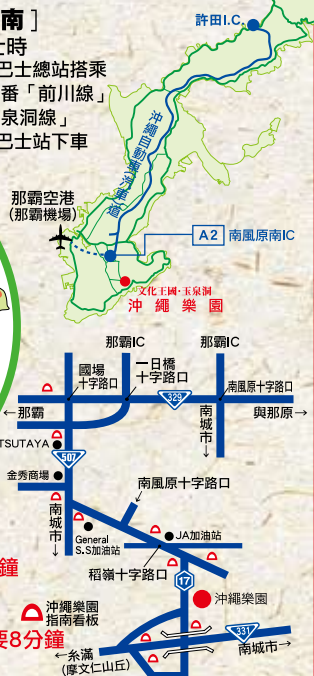 南］
士時
巴士總站搭乘
番「前川線」
泉洞線」
巴士站下車
許田I.C.
沖繩自動車汽車道
那霸空港
(那霸機場)
A2 南風原南IC
文化王國·玉泉洞
沖繩樂園
那霸IC
一日橋
十字路口
那霸IC
國場
十字路口
南風原十字路口
←那霸
329
南城市→
與那原→
TSUTAYA
507
金秀商場
南城市→
南風原十字路口
General
S.S加油站
JA加油站
稻嶺十字路口
鐘
17
沖繩樂園
沖繩樂園
指南看板
要8分鐘
331
←糸滿
(摩文仁山丘)
南城市→